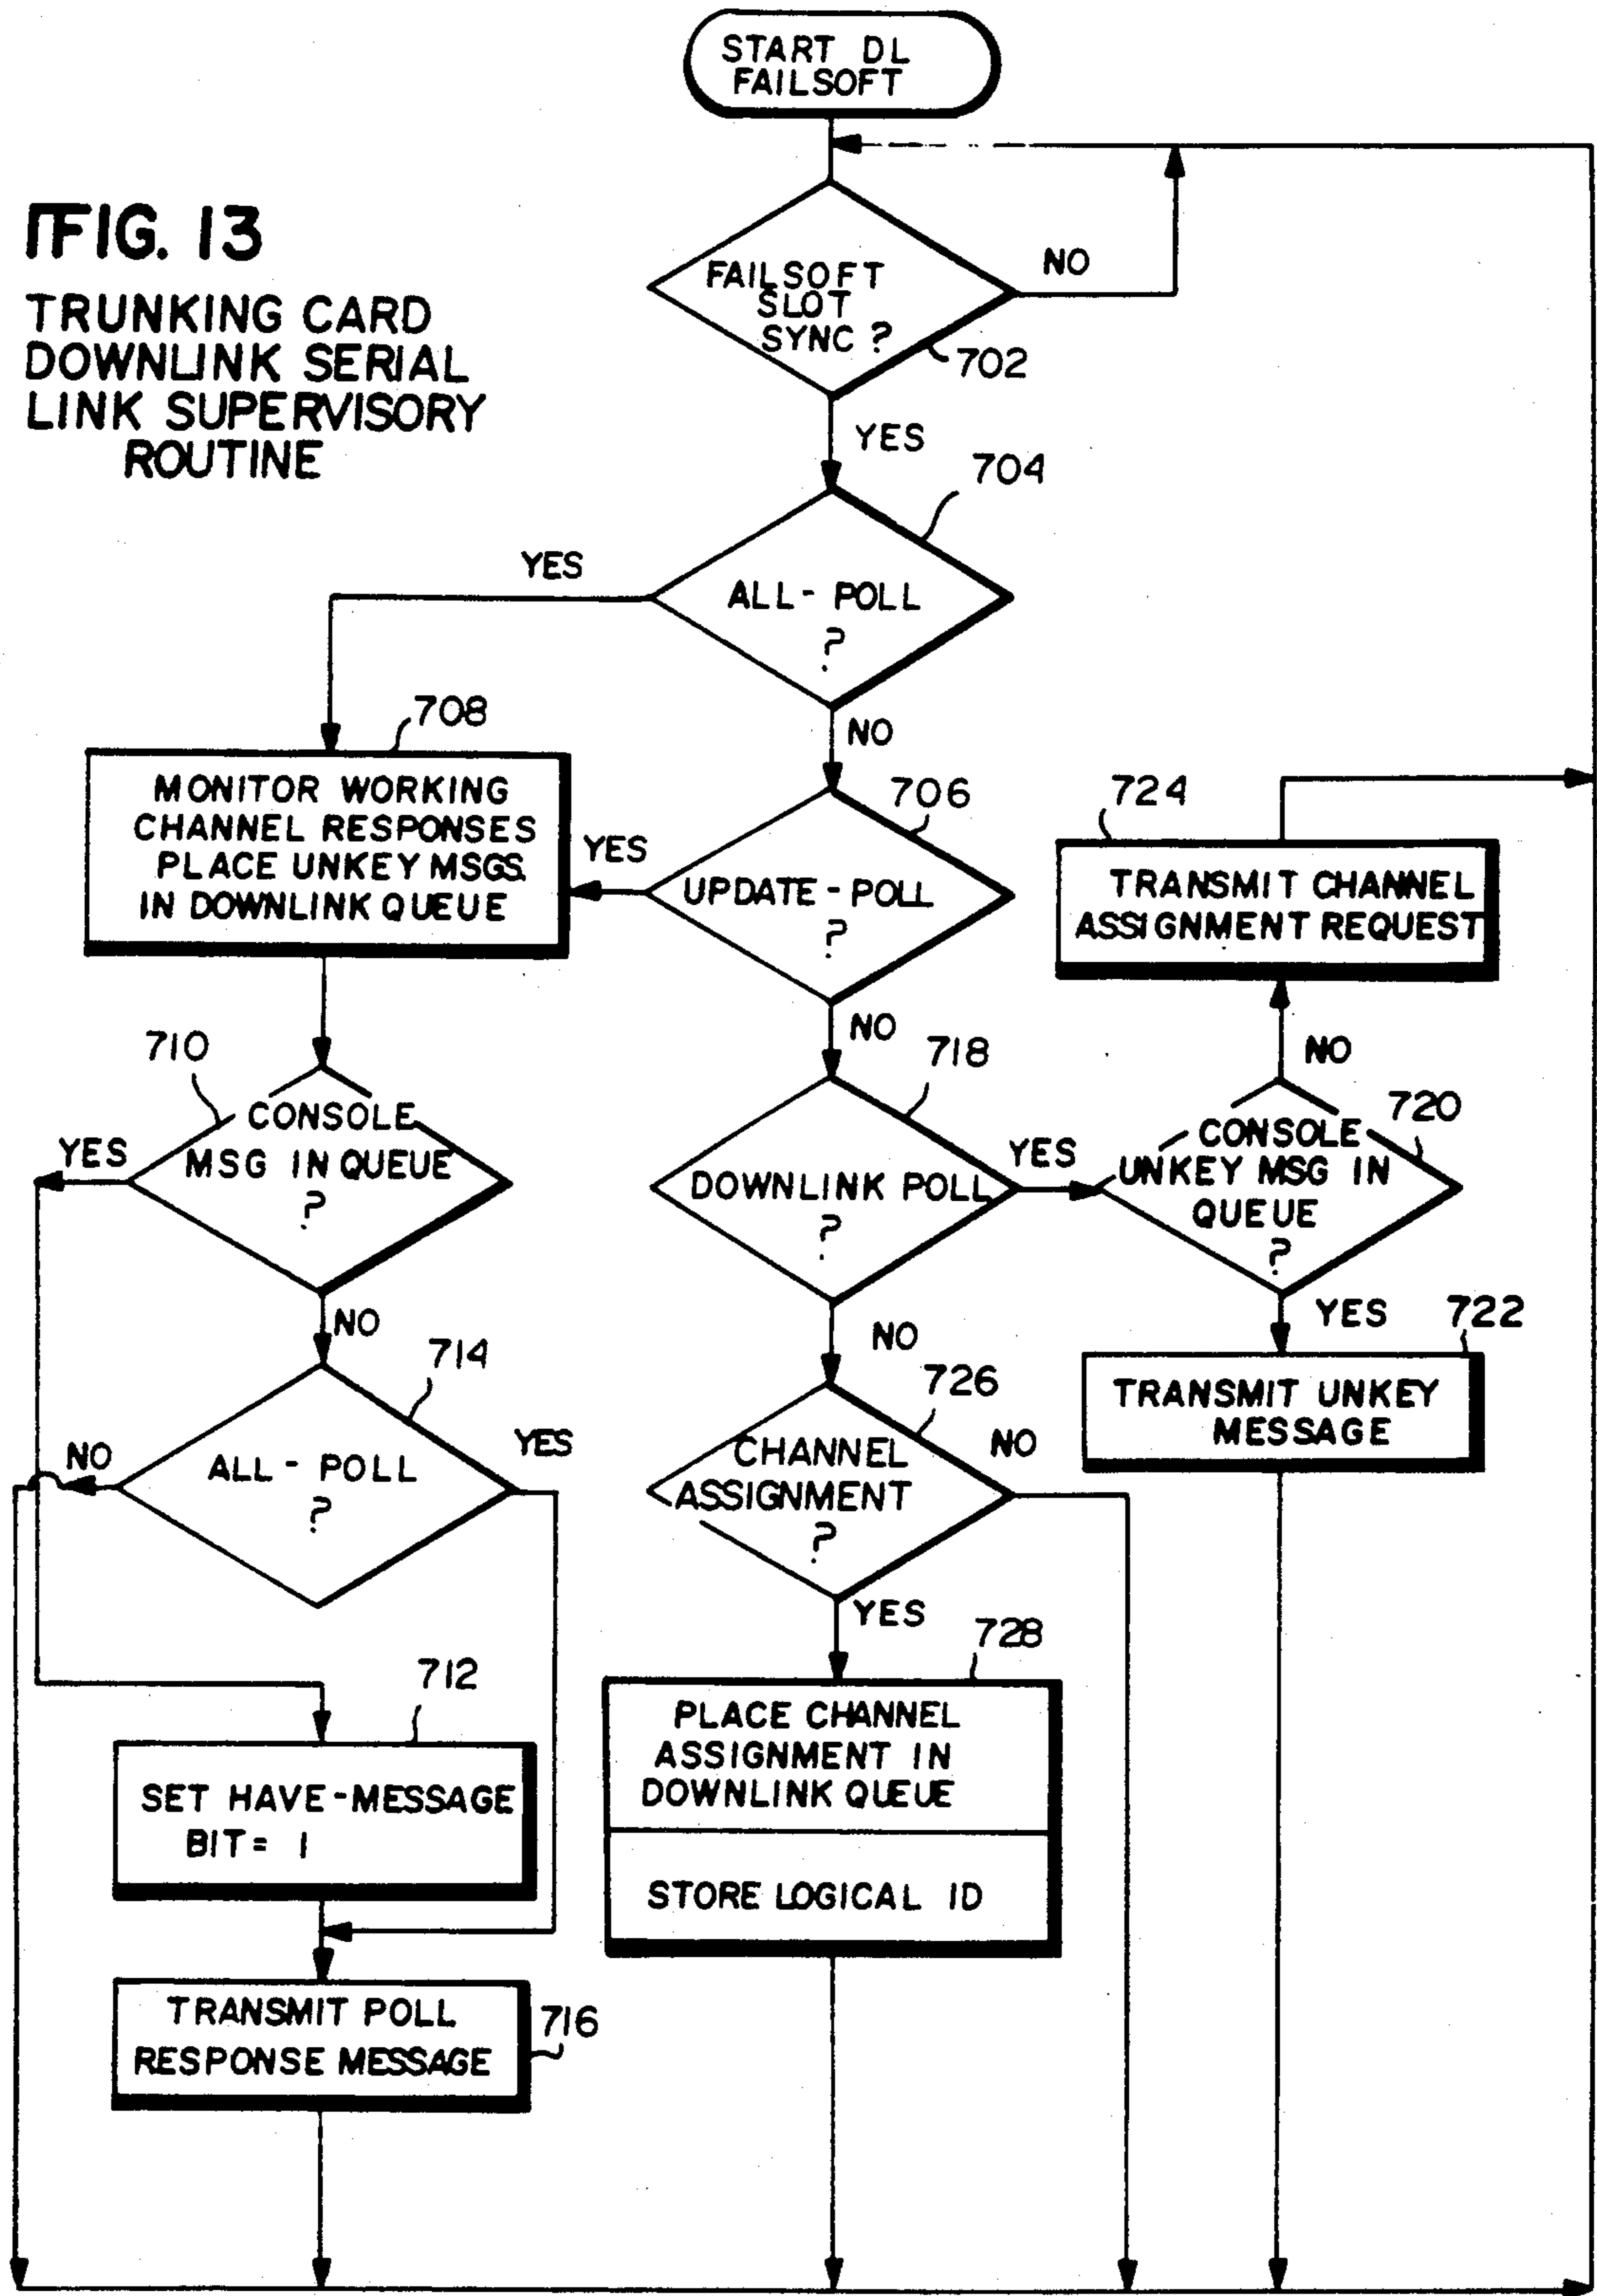 START DL
FAILSOFT
FIG. 13
TRUNKING CARD
DOWNLINK SERIAL
LINK SUPERVISORY
ROUTINE
FAILSOFT
SLOT
SYNC ?
NO
702
YES
704
YES
ALL- POLL
?
NO
708
MONITOR WORKING
CHANNEL RESPONSES
PLACE UNKEY MSGS.
IN DOWNLINK QUEUE
706
YES
UPDATE - POLL
?
NO
724
TRANSMIT CHANNEL
ASSIGNMENT REQUEST
NO
710
CONSOLE
MSG IN QUEUE
?
YES
NO
718
DOWNLINK POLL
?
YES
NO
720
CONSOLE
UNKEY MSG IN
QUEUE
?
YES
722
TRANSMIT UNKEY
MESSAGE
714
ALL - POLL
?
NO
YES
726
CHANNEL
ASSIGNMENT
?
NO
YES
712
SET HAVE-MESSAGE
BIT= 1
728
PLACE CHANNEL
ASSIGNMENT IN
DOWNLINK QUEUE
STORE LOGICAL ID
TRANSMIT POLL
RESPONSE MESSAGE
716